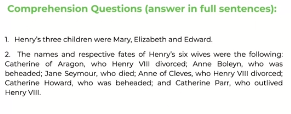 Comprehension Questions (answer in full sentences):
1. Henry's three children were Mary, Elizabeth and Edward.
2. The names and respective fates of Henry's six wives were the following:
Catherine of Aragon, who Henry VIII divorced; Anne Boleyn, who was
beheaded; Jane Seymour, who died; Anne of Cleves, who Henry VIII divorced;
Catherine Howard, who was beheaded; and Catherine Parr, who outlived
Henry VIII.